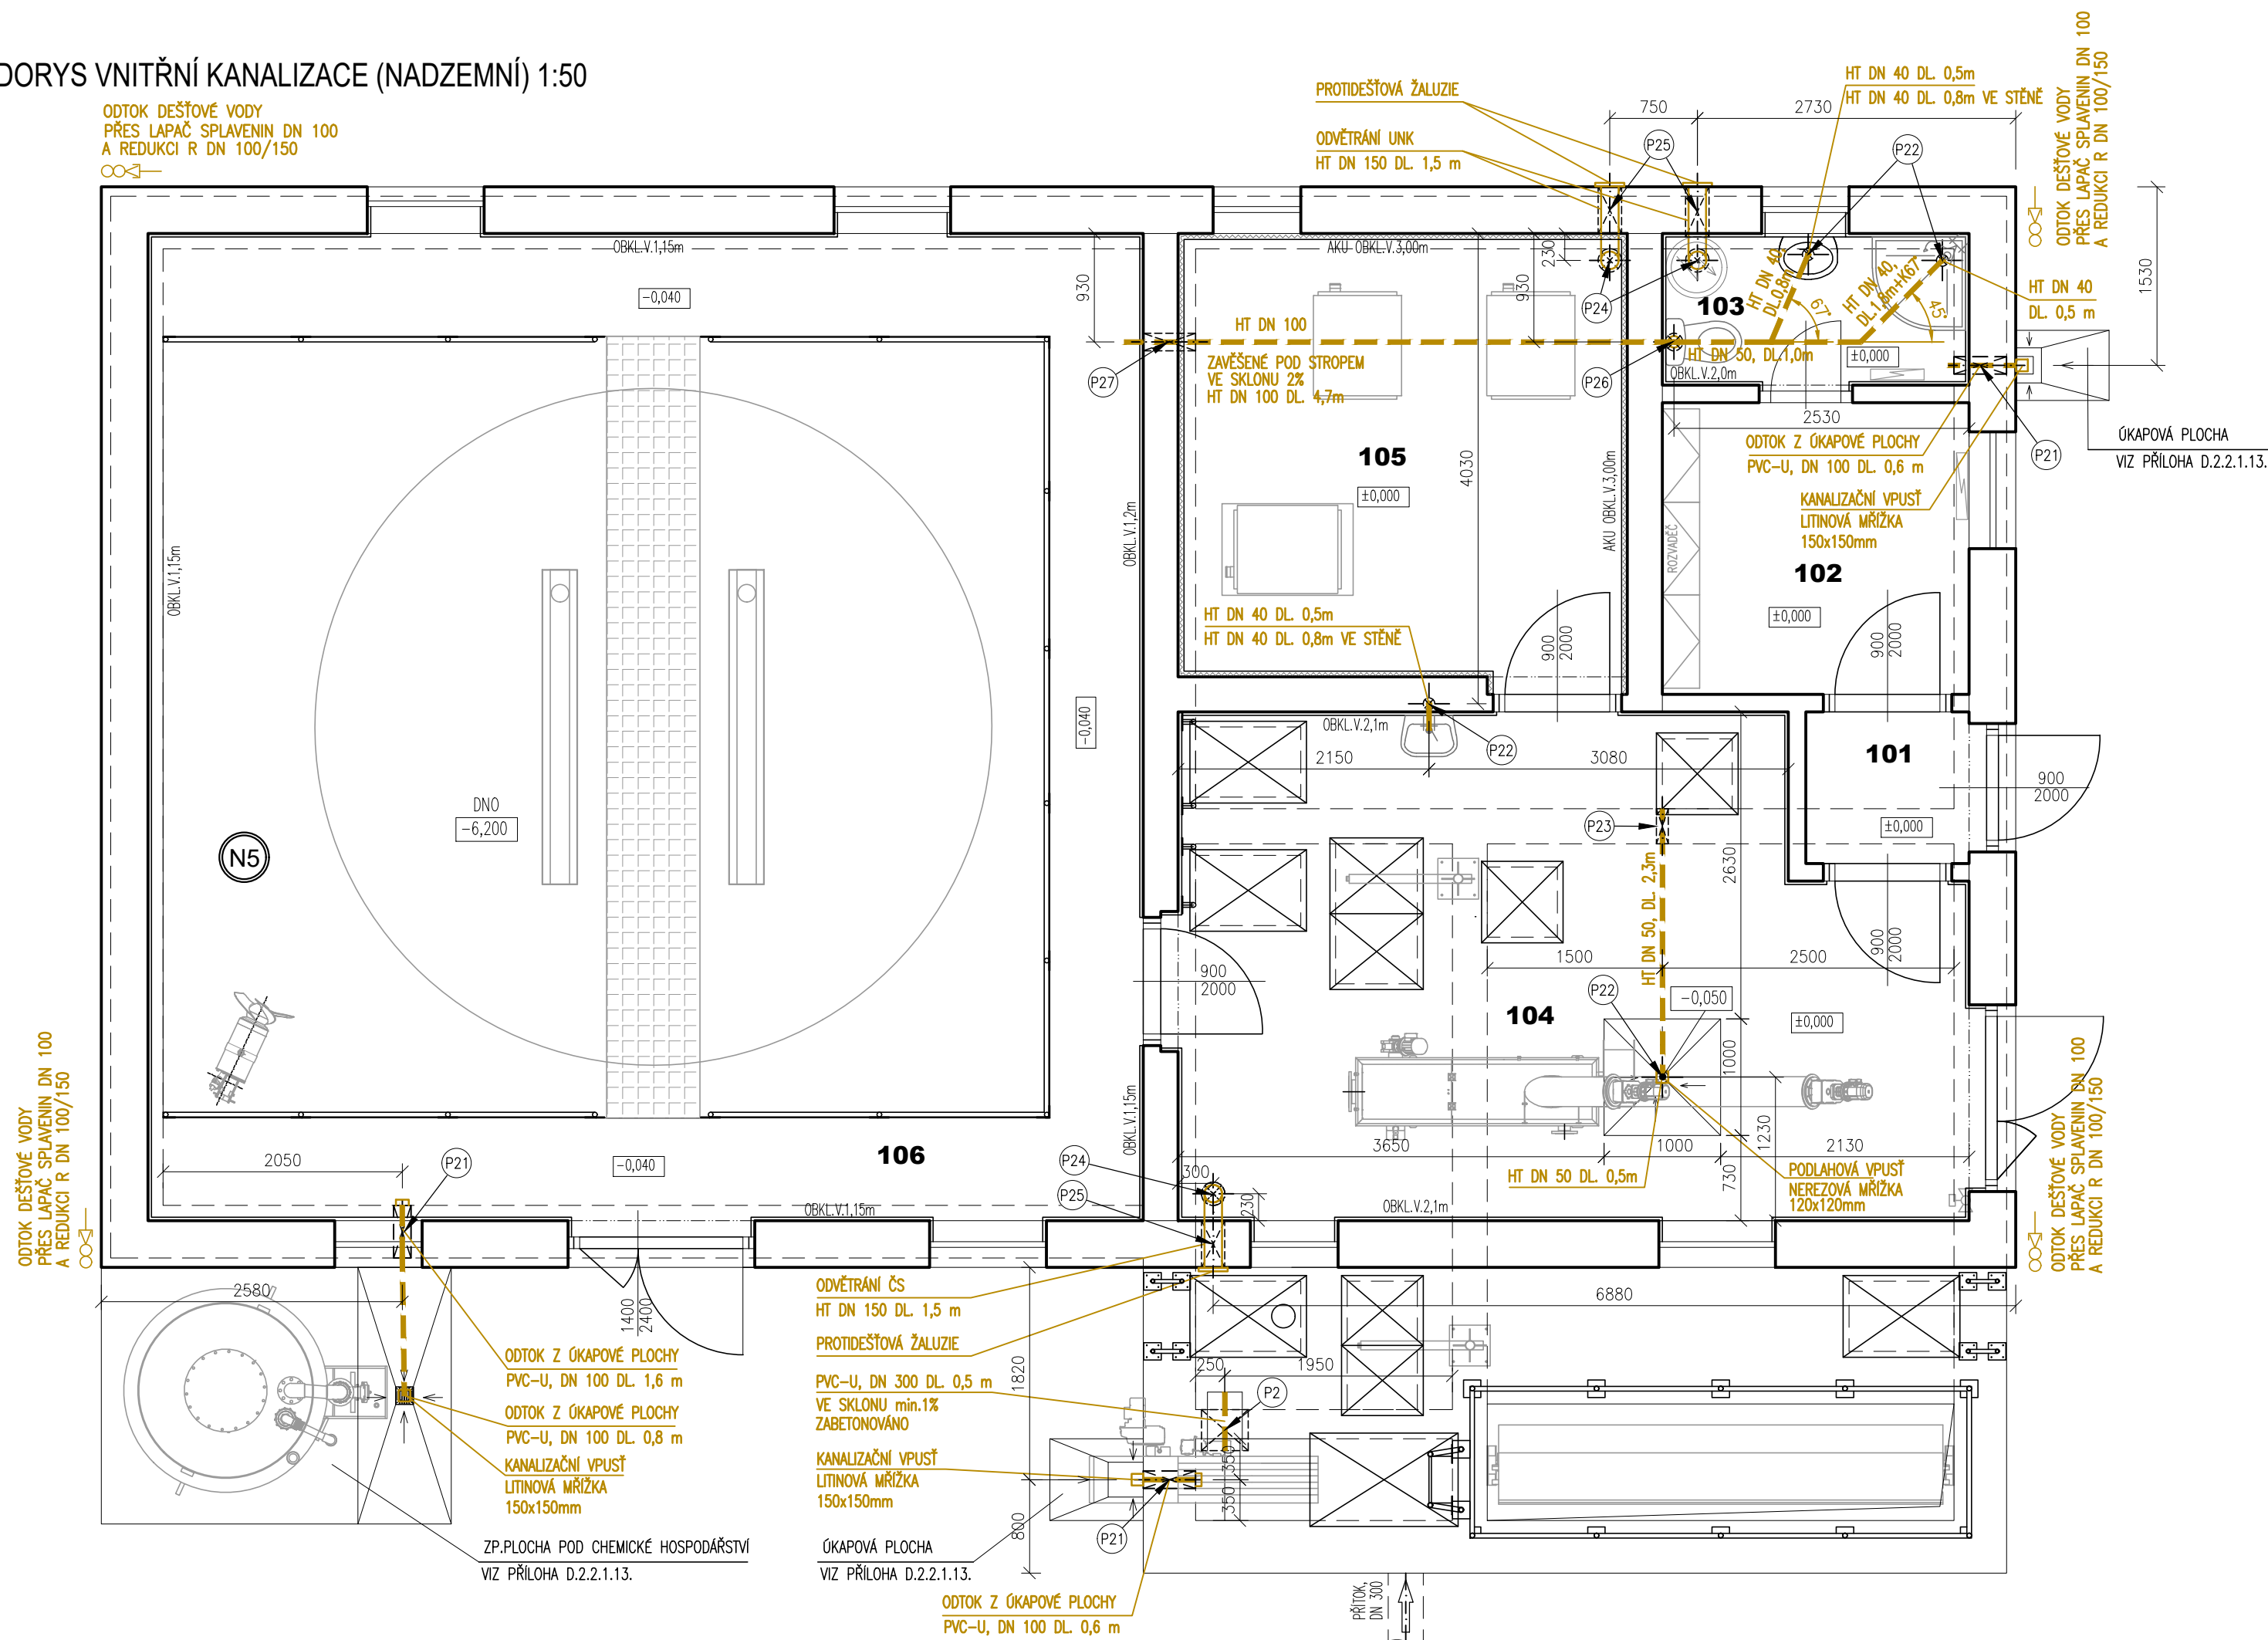 DORYS VNITŘNÍ KANALIZACE (NADZEMNÍ) 1:50
ODTOK DEŠŤOVÉ VODY
PŘES LAPAČ SPLAVENIN DN 100
A REDUKCI R DN 100/150
PROTIDEŠŤOVÁ ŽALUZIE
ODVĚTRÁNÍ UNK
HT DN 150 DL. 1,5 m
750
2730
P25
P22
HT DN 40 DL. 0,5m
HT DN 40 DL. 0,8m VE STĚNĚ
ODTOK DEŠŤOVÉ VODY
PŘES LAPAČ SPLAVENIN DN 100
A REDUKCI R DN 100/150
1530
OBKL.V.1,15m
-0,040
930
AKU OBKL.V.3,00m
930
230
P24
103
HT DN 40,
DL.0,8m
67°
HT DN 40,
DL.1,3m+K67°
45°
HT DN 40
DL. 0,5 m
HT DN 100
ZAVĚŠENÉ POD STROPEM
VE SKLONU 2%
HT DN 100 DL. 4,7m
P27
P26
HT DN 50, DL.1,0m
±0,000
OBKL.V.2,0m
2530
ODTOK Z ÚKAPOVÉ PLOCHY
PVC-U, DN 100 DL. 0,6 m
P21
ÚKAPOVÁ PLOCHA
VIZ PŘÍLOHA D.2.2.1.13.
KANALIZAČNÍ VPUSŤ
LITINOVÁ MŘÍŽKA
150x150mm
105
±0,000
4030
AKU OBKL.V.3,00m
ROZVADĚČ
102
±0,000
OBKL.V.1,15m
OBKL.V.1,2m
HT DN 40 DL. 0,5m
HT DN 40 DL. 0,8m VE STĚNĚ
900
2000
900
2000
-0,040
OBKL.V.2,1m
P22
2150
3080
101
900
2000
±0,000
DNO
-6,200
N5
P23
HT DN 50, DL. 2,3m
2630
900
2000
1500
2500
900
2000
P22
-0,050
104
±0,000
1000
3650
1000
1230
2130
730
HT DN 50 DL. 0,5m
PODLAHOVÁ VPUSŤ
NEREZOVÁ MŘÍŽKA
120x120mm
OBKL.V.2,1m
OBKL.V.1,15m
ODTOK DEŠŤOVÉ VODY
PŘES LAPAČ SPLAVENIN DN 100
A REDUKCI R DN 100/150
ODTOK DEŠŤOVÉ VODY
PŘES LAPAČ SPLAVENIN DN 100
A REDUKCI R DN 100/150
2050
P21
-0,040
106
P24
P25
300
230
OBKL.V.1,15m
2580
1400
2400
ODVĚTRÁNÍ ČS
HT DN 150 DL. 1,5 m
PROTIDEŠŤOVÁ ŽALUZIE
6880
1820
250
1950
P2
PVC-U, DN 300 DL. 0,5 m
VE SKLONU min.1%
ZABETONOVÁNO
ODTOK Z ÚKAPOVÉ PLOCHY
PVC-U, DN 100 DL. 1,6 m
ODTOK Z ÚKAPOVÉ PLOCHY
PVC-U, DN 100 DL. 0,8 m
KANALIZAČNÍ VPUSŤ
LITINOVÁ MŘÍŽKA
150x150mm
KANALIZAČNÍ VPUSŤ
LITINOVÁ MŘÍŽKA
150x150mm
350
350
800
P21
ZP.PLOCHA POD CHEMICKÉ HOSPODÁŘSTVÍ
VIZ PŘÍLOHA D.2.2.1.13.
ÚKAPOVÁ PLOCHA
VIZ PŘÍLOHA D.2.2.1.13.
ODTOK Z ÚKAPOVÉ PLOCHY
PVC-U, DN 100 DL. 0,6 m
PŘÍTOK,
DN 300